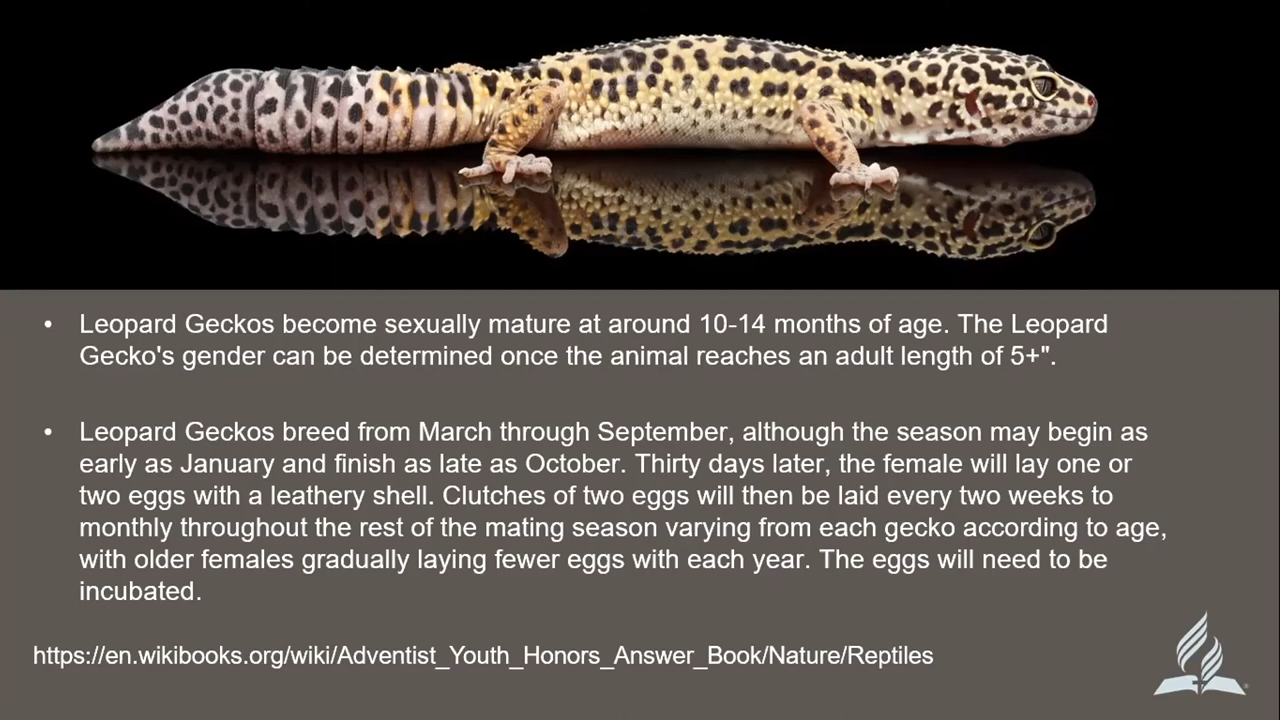 • Leopard Geckos become sexually mature at around 10-14 months of age. The Leopard
Gecko's gender can be determined once the animal reaches an adult length of 5+".
• Leopard Geckos breed from March through September, although the season may begin as
early as January and finish as late as October. Thirty days later, the female will lay one or
two eggs with a leathery shell. Clutches of two eggs will then be laid every two weeks to
monthly throughout the rest of the mating season varying from each gecko according to age,
with older females gradually laying fewer eggs with each year. The eggs will need to be
incubated.
https://en.wikibooks.org/wiki/Adventist_Youth_Honors_Answer_Book/Nature/Reptiles